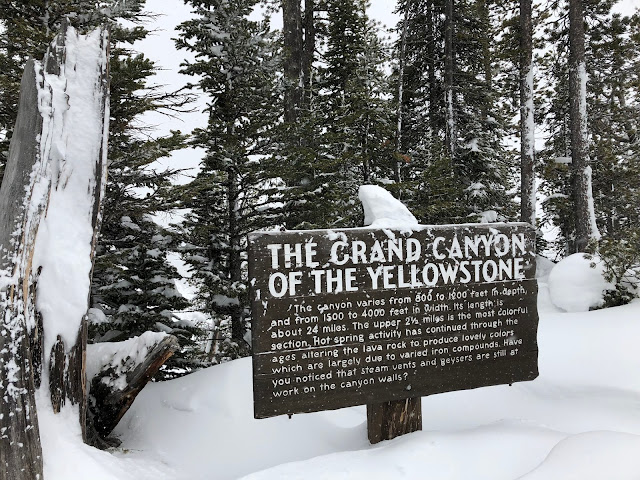 THE GRAND CANYON
OF THE YELLOWSTONE
The canyon varies from 800 to 1200 feet in depth,
and from 1500 to 4000 feet in width. Its length is
about 24 miles. The upper 2½ miles is the most colorful
section. Hot spring activity has continued through the
ages altering the lava rock to produce lovely colors
which are largely due to varied iron compounds. Have
you noticed that steam vents and geysers are still at
work on the canyon walls?